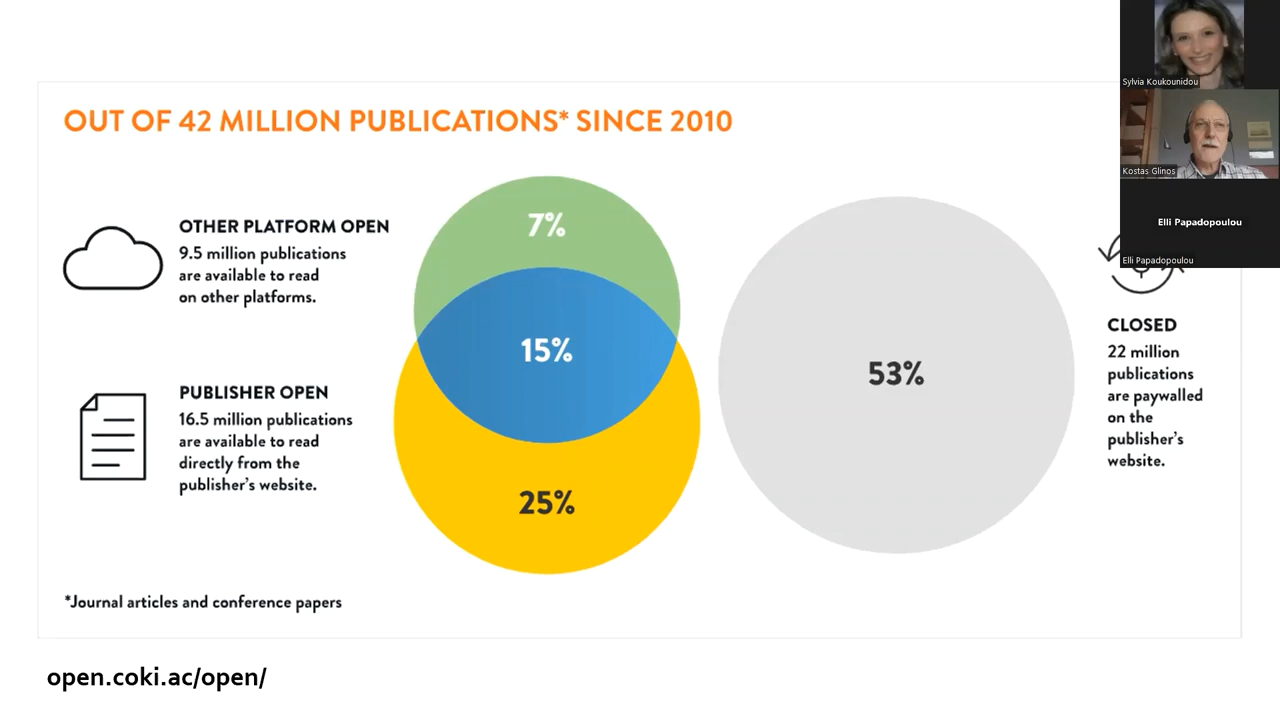 OUT OF 42 MILLION PUBLICATIONS* SINCE 2010
OTHER PLATFORM OPEN
9.5 million publications
are available to read
on other platforms.
PUBLISHER OPEN
16.5 million publications
are available to read
directly from the
publisher's website.
7%
15%
25%
53%
CLOSED
22 million
publications
are paywalled
on the
publisher's
website.
*Journal articles and conference papers
open.coki.ac/open/
Sylvia Koukounidou
Kostas Glinos
Elli Papadopoulou
Elli Papadopoulou